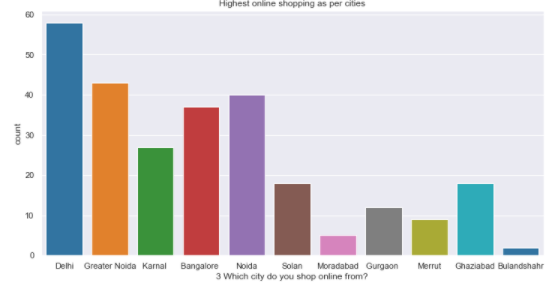 Highest online shopping as per cities
60
50
40
30
20
10
0
count
Delhi Greater Noida Karnal Bangalore Noida Solan Moradabad Gurgaon Merrut Ghaziabad Bulandshahr
3 Which city do you shop online from?